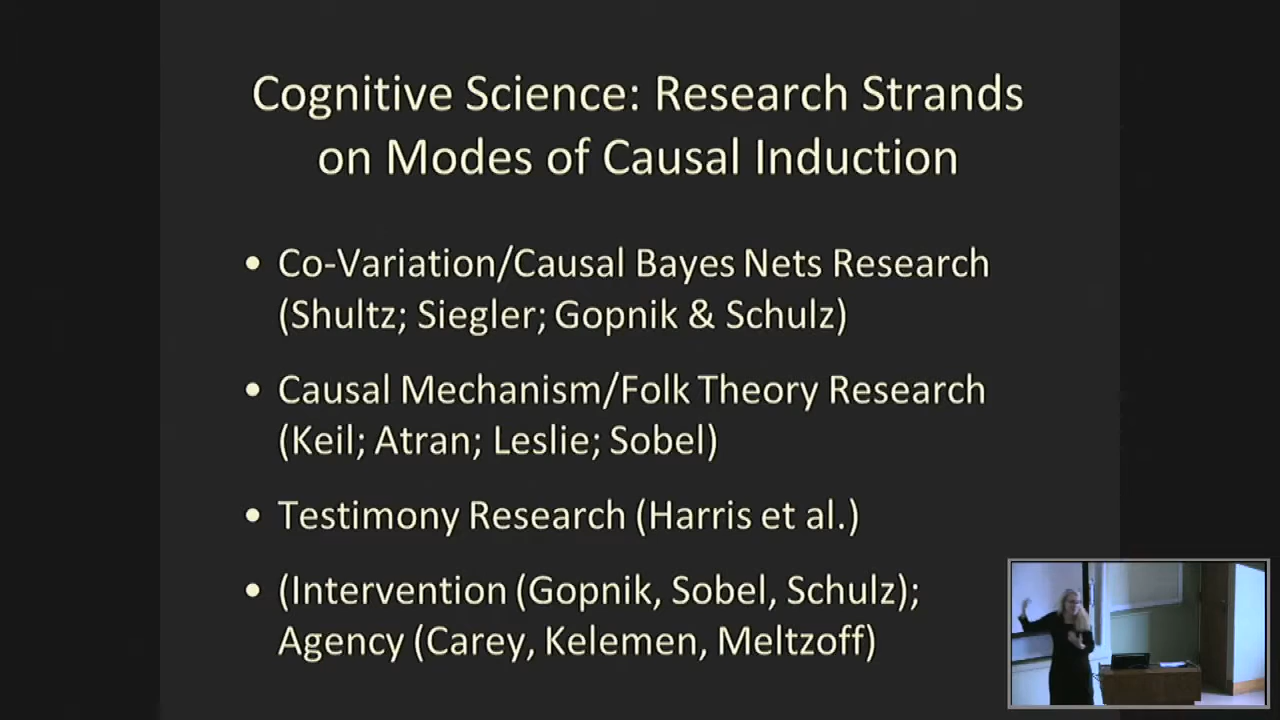 Cognitive Science: Research Strands
on Modes of Causal Induction
• Co-Variation/Causal Bayes Nets Research
(Shultz; Siegler; Gopnik & Schulz)
• Causal Mechanism/Folk Theory Research
(Keil; Atran; Leslie; Sobel)
• Testimony Research (Harris et al.)
• (Intervention (Gopnik, Sobel, Schulz);
Agency (Carey, Kelemen, Meltzoff)